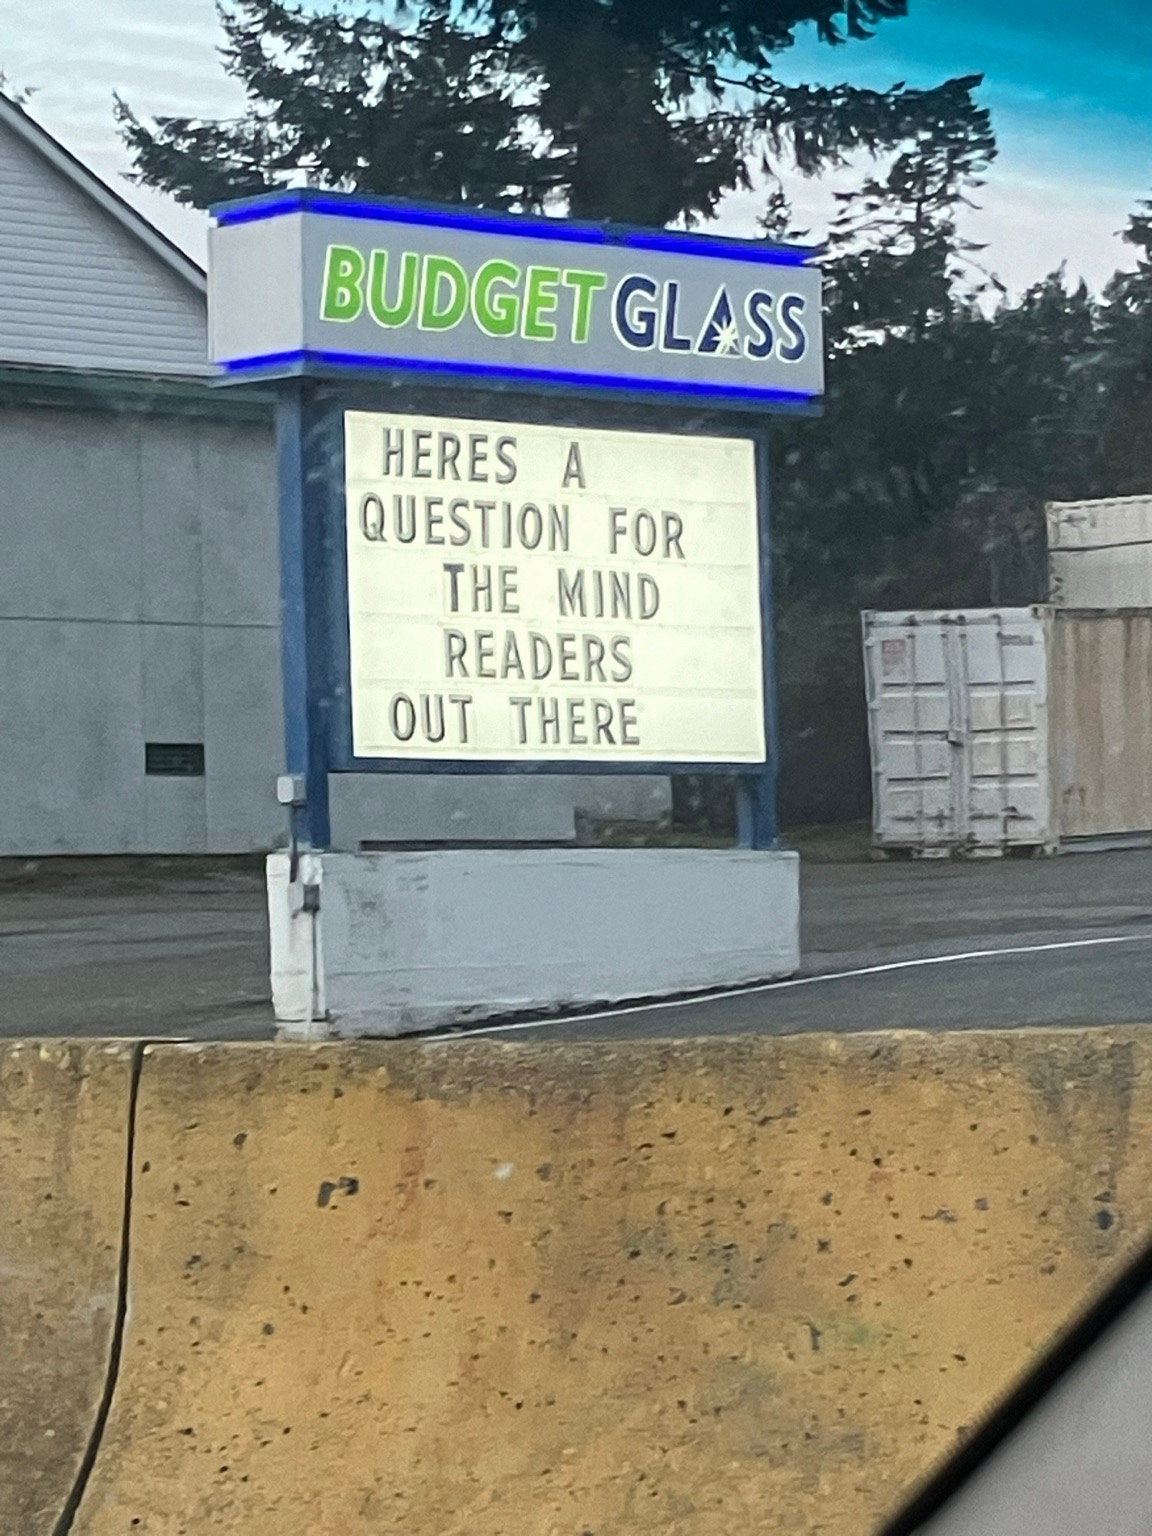 BUDGET GLASS
HERES A
QUESTION FOR
THE MIND
READERS
OUT THERE